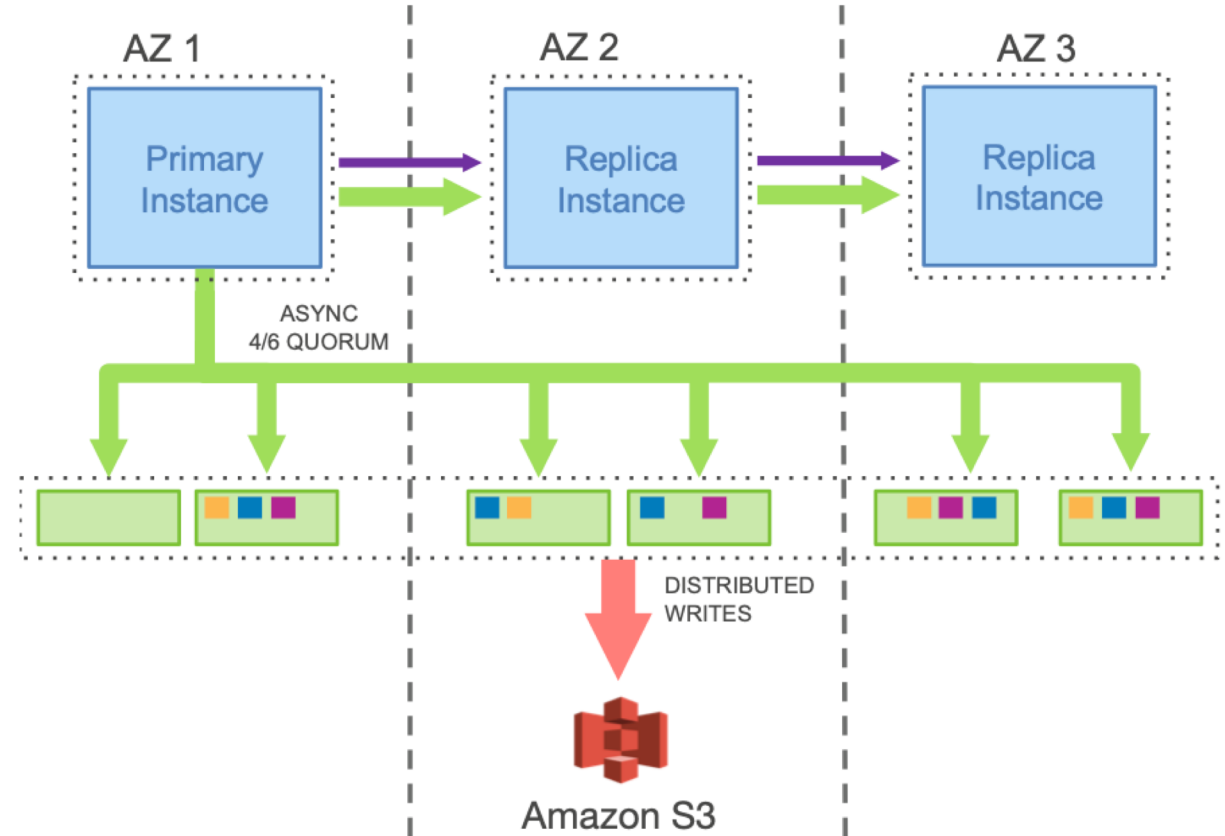 AZ 1
AZ 2
AZ 3
Primary
Instance
Replica
Instance
Replica
Instance
ASYNC
4/6 QUORUM
DISTRIBUTED
WRITES
Amazon S3